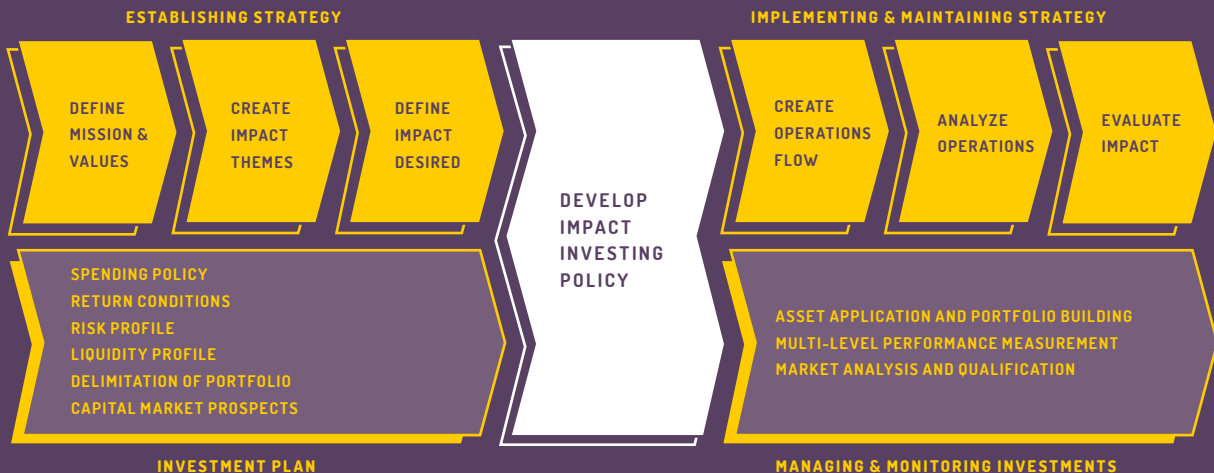 ESTABLISHING STRATEGY
IMPLEMENTING & MAINTAINING STRATEGY
DEFINE
MISSION &
VALUES
CREATE
IMPACT
THEMES
DEFINE
IMPACT
DESIRED
DEVELOP
IMPACT
INVESTING
POLICY
CREATE
OPERATIONS
FLOW
ANALYZE
OPERATIONS
EVALUATE
IMPACT
SPENDING POLICY
RETURN CONDITIONS
RISK PROFILE
LIQUIDITY PROFILE
DELIMITATION OF PORTFOLIO
CAPITAL MARKET PROSPECTS
ASSET APPLICATION AND PORTFOLIO BUILDING
MULTI-LEVEL PERFORMANCE MEASUREMENT
MARKET ANALYSIS AND QUALIFICATION
INVESTMENT PLAN
MANAGING & MONITORING INVESTMENTS